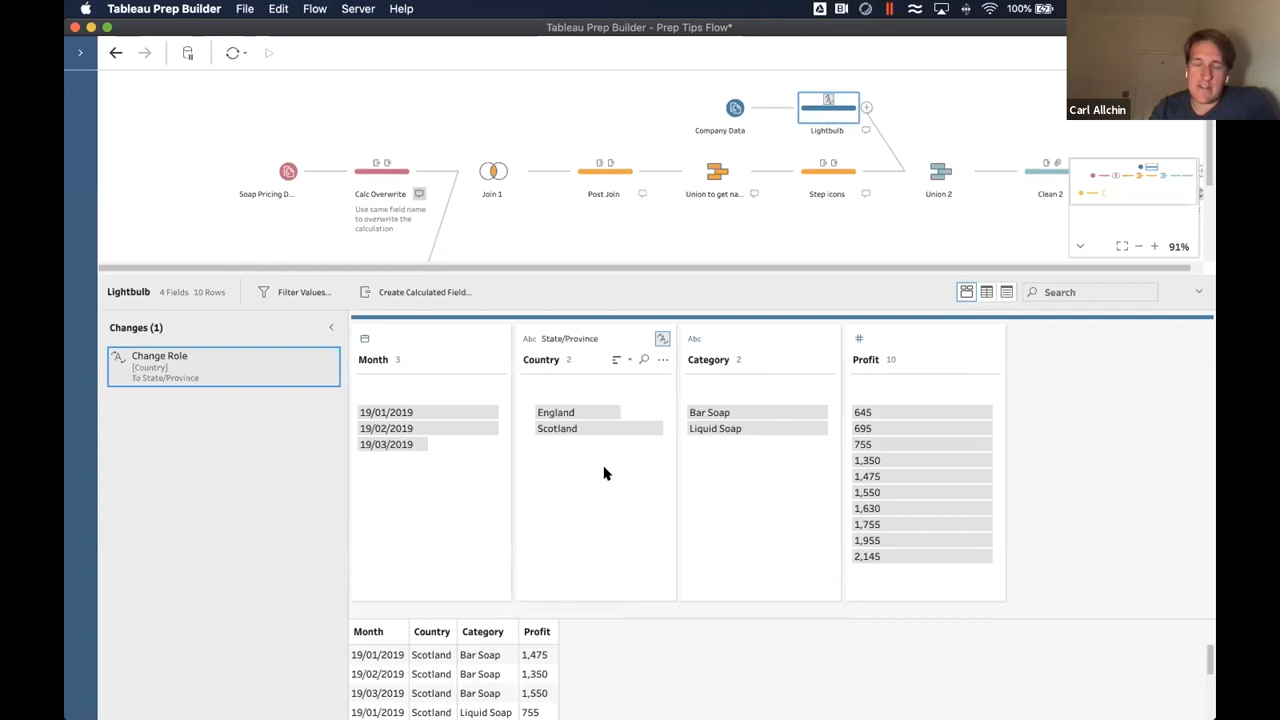 Tableau Prep Builder File Edit Flow Server Help 100%
Tableau Prep Builder - Prep Tips Flow*
Carl Allchin
Company Data
Lightbulb
Soap Pricing D...
Calc Overwrite
Use same field name
to overwrite the
calculation
Join 1
Post Join
Union to get na...
Step icons
Union 2
Clean 2
91%
Lightbulb 4 Fields 10 Rows Filter Values... Create Calculated Field... Search
Changes (1)
Change Role
[Country]
To State/Province
Month 3
19/01/2019
19/02/2019
19/03/2019
Abc State/Province
Country 2
England
Scotland
Abc
Category 2
Bar Soap
Liquid Soap
#
Profit 10
645
695
755
1,350
1,475
1,550
1,630
1,755
1,955
2,145
Month Country Category Profit
19/01/2019 Scotland Bar Soap 1,475
19/02/2019 Scotland Bar Soap 1,350
19/03/2019 Scotland Bar Soap 1,550
19/01/2019 Scotland Liquid Soap 755